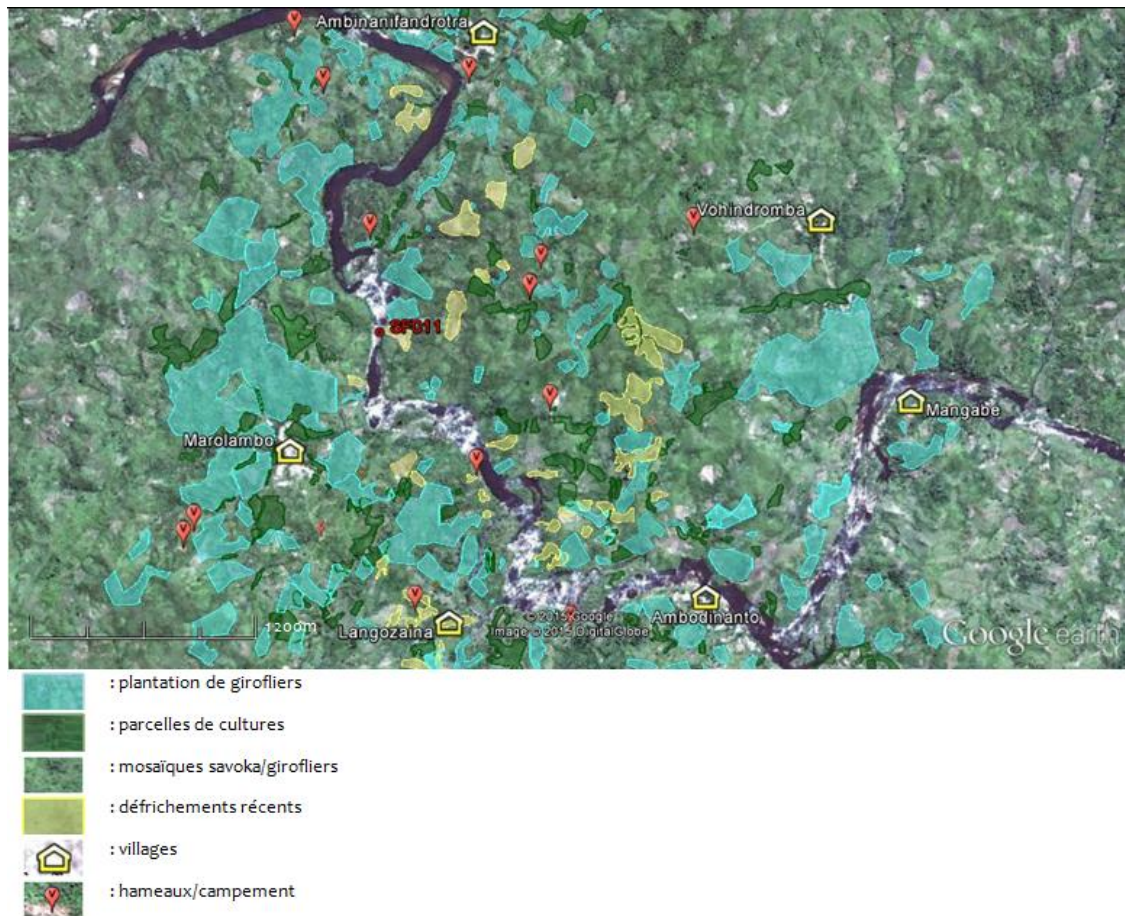 Ambinanifandrotra
Vohindromba
SFD11
Mangabe
Marolambo
Ambodinanto
Langozaina
1200m
© 2015 Google
Image © 2015 DigitalGlobe
Google earth
: plantation de girofliers
: parcelles de cultures
: mosaïques savoka/girofliers
: défrichements récents
: villages
: hameaux/campement